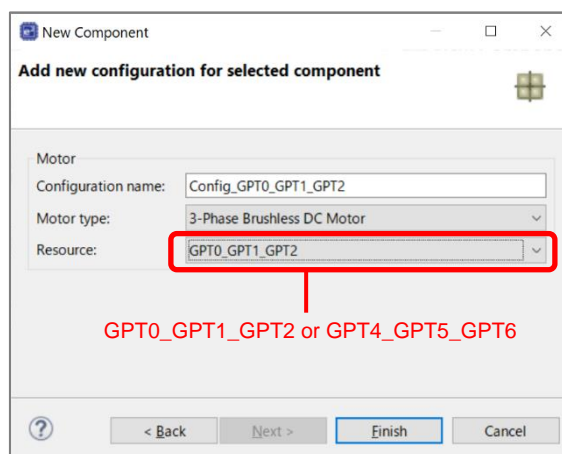 New Component
Add new configuration for selected component
Motor
Configuration name: Config_GPT0_GPT1_GPT2
Motor type: 3-Phase Brushless DC Motor
Resource: GPT0_GPT1_GPT2
GPT0_GPT1_GPT2 or GPT4_GPT5_GPT6
? < Back Next > Finish Cancel